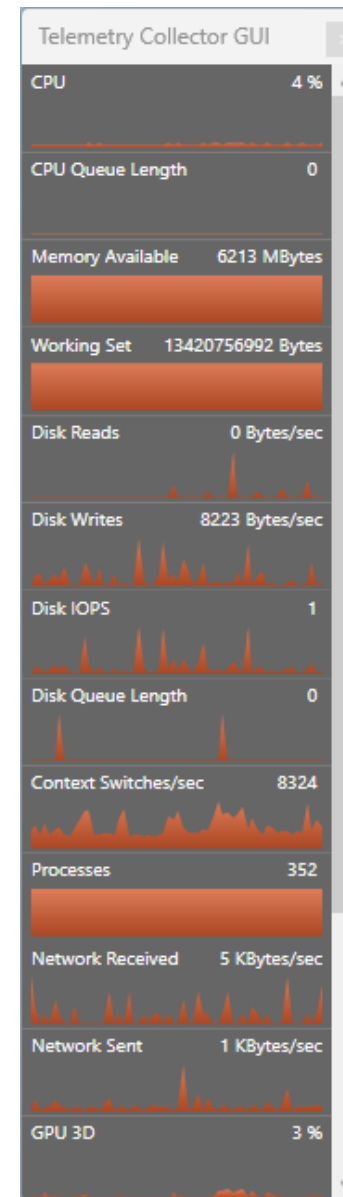 Telemetry Collector GUI
CPU 4 %
CPU Queue Length 0
Memory Available 6213 MBytes
Working Set 13420756992 Bytes
Disk Reads 0 Bytes/sec
Disk Writes 8223 Bytes/sec
Disk IOPS 1
Disk Queue Length 0
Context Switches/sec 8324
Processes 352
Network Received 5 KBytes/sec
Network Sent 1 KBytes/sec
GPU 3D 3 %